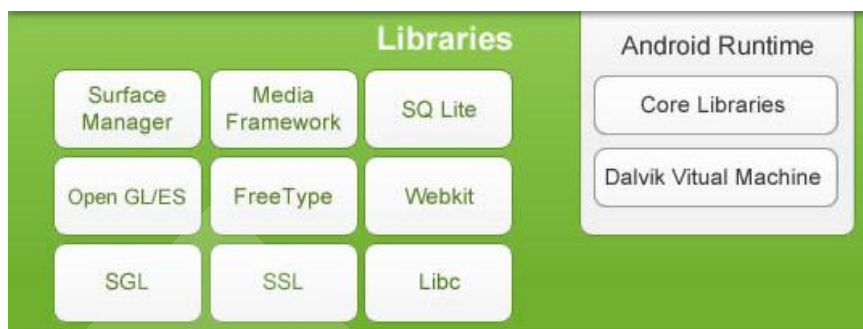 Libraries
Surface
Manager
Media
Framework
SQ Lite
Open GL/ES
FreeType
Webkit
SGL
SSL
Libc
Android Runtime
Core Libraries
Dalvik Vitual Machine